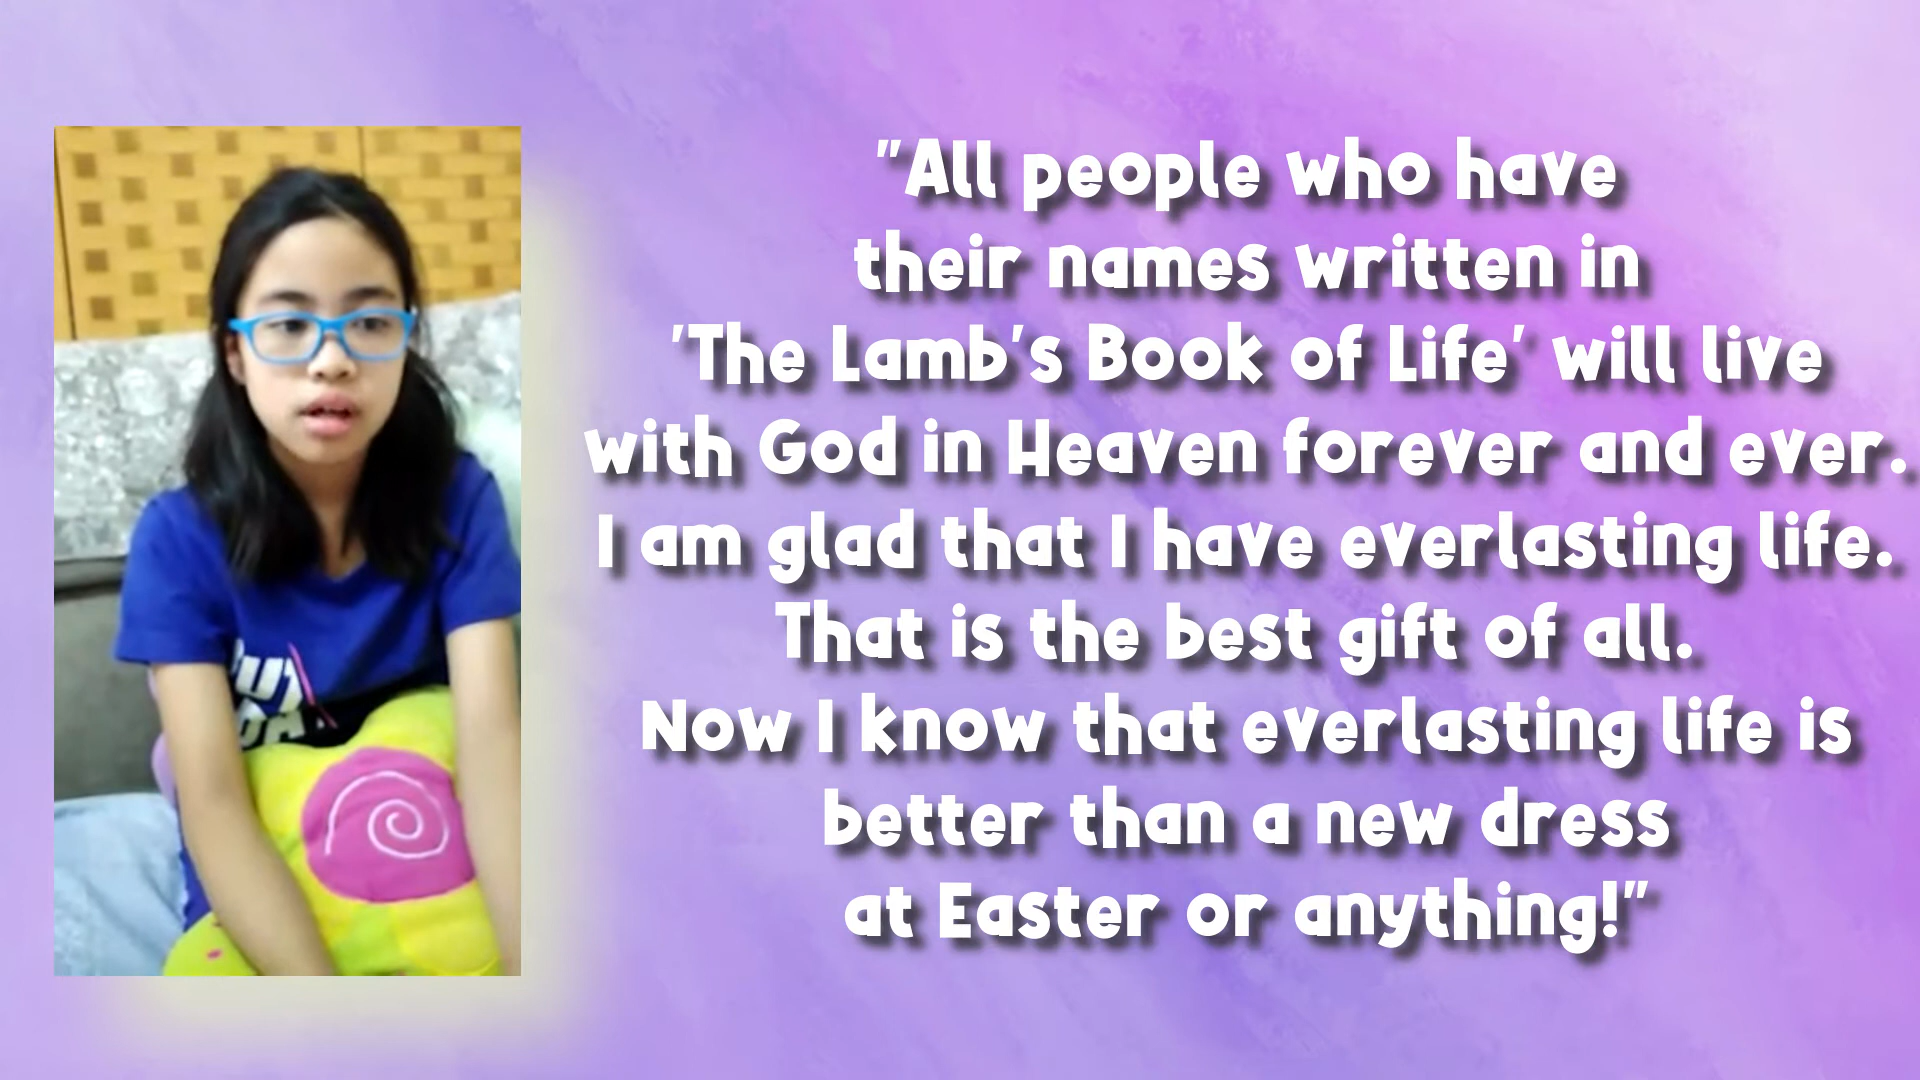 "All people who have
their names written in
'The Lamb's Book of Life' will live
with God in Heaven forever and ever.
I am glad that I have everlasting life.
That is the best gift of all.
Now I know that everlasting life is
better than a new dress
at Easter or anything!"